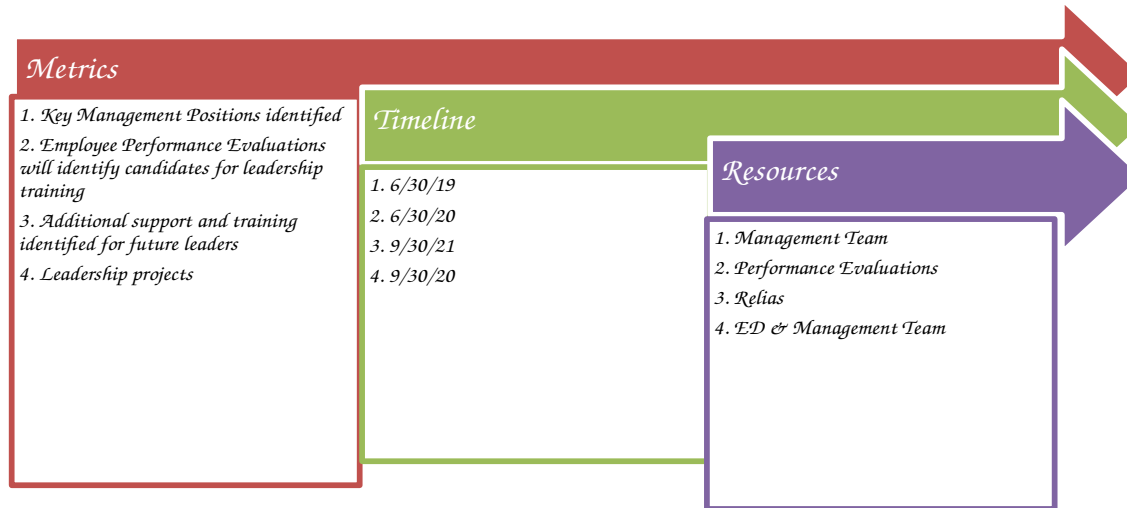 Metrics
1. Key Management Positions identified
2. Employee Performance Evaluations
will identify candidates for leadership
training
3. Additional support and training
identified for future leaders
4. Leadership projects
Timeline
1. 6/30/19
2. 6/30/20
3. 9/30/21
4. 9/30/20
Resources
1. Management Team
2. Performance Evaluations
3. Relias
4. ED & Management Team